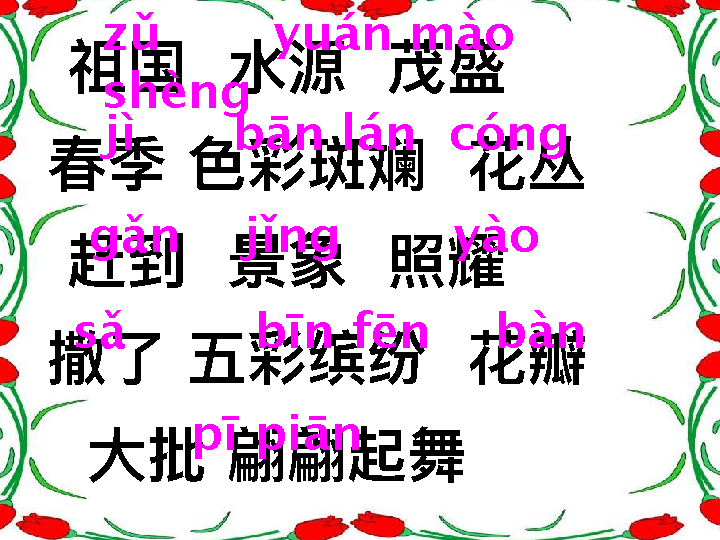 zǔ yuán mào
祖国 水源 茂盛
shèng
jì bān lán cóng
春季 色彩斑斓 花丛
gǎn jǐng yào
赶到 景象 照耀
sǎ bīn fēn bàn
撒了 五彩缤纷 花瓣
pī piān
大批 翩翩起舞